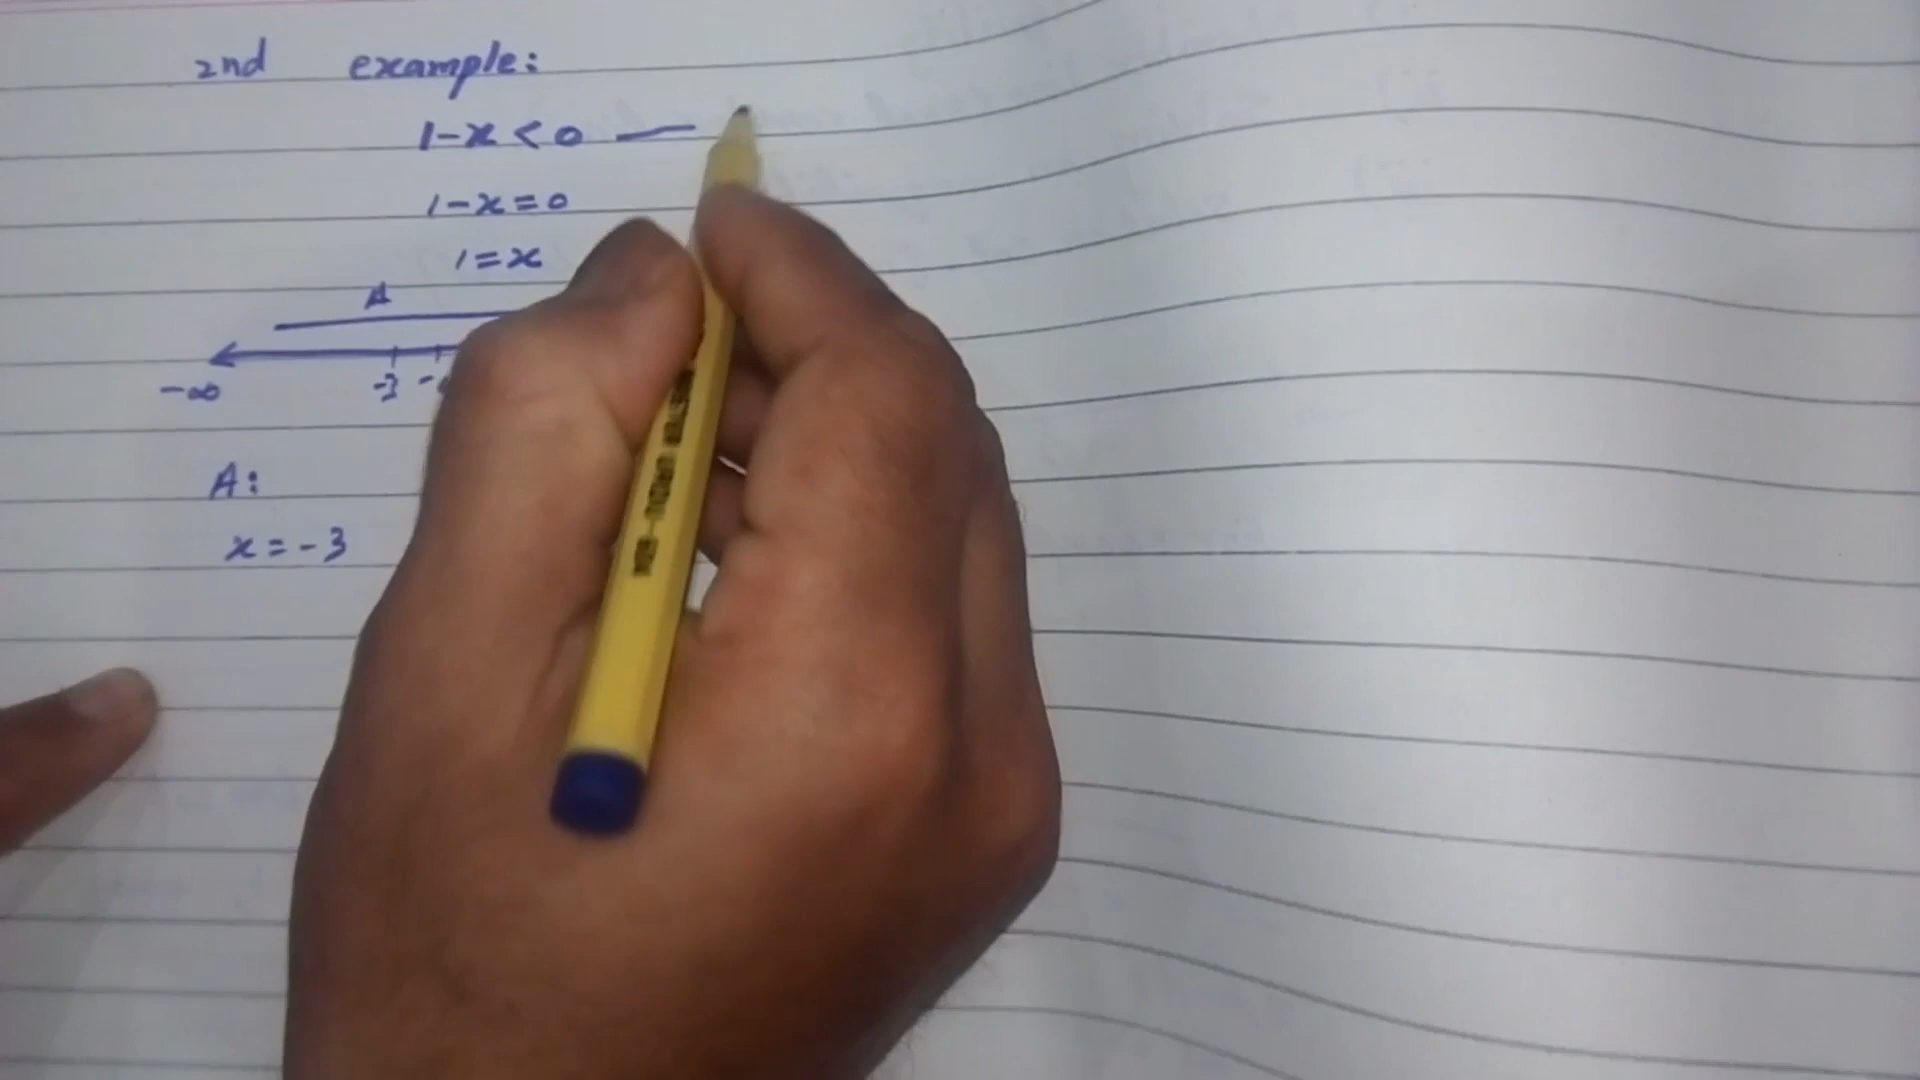 2nd example:
1-x<0 —
1-x=0
1=x
A
-∞ -3
A:
x=-3